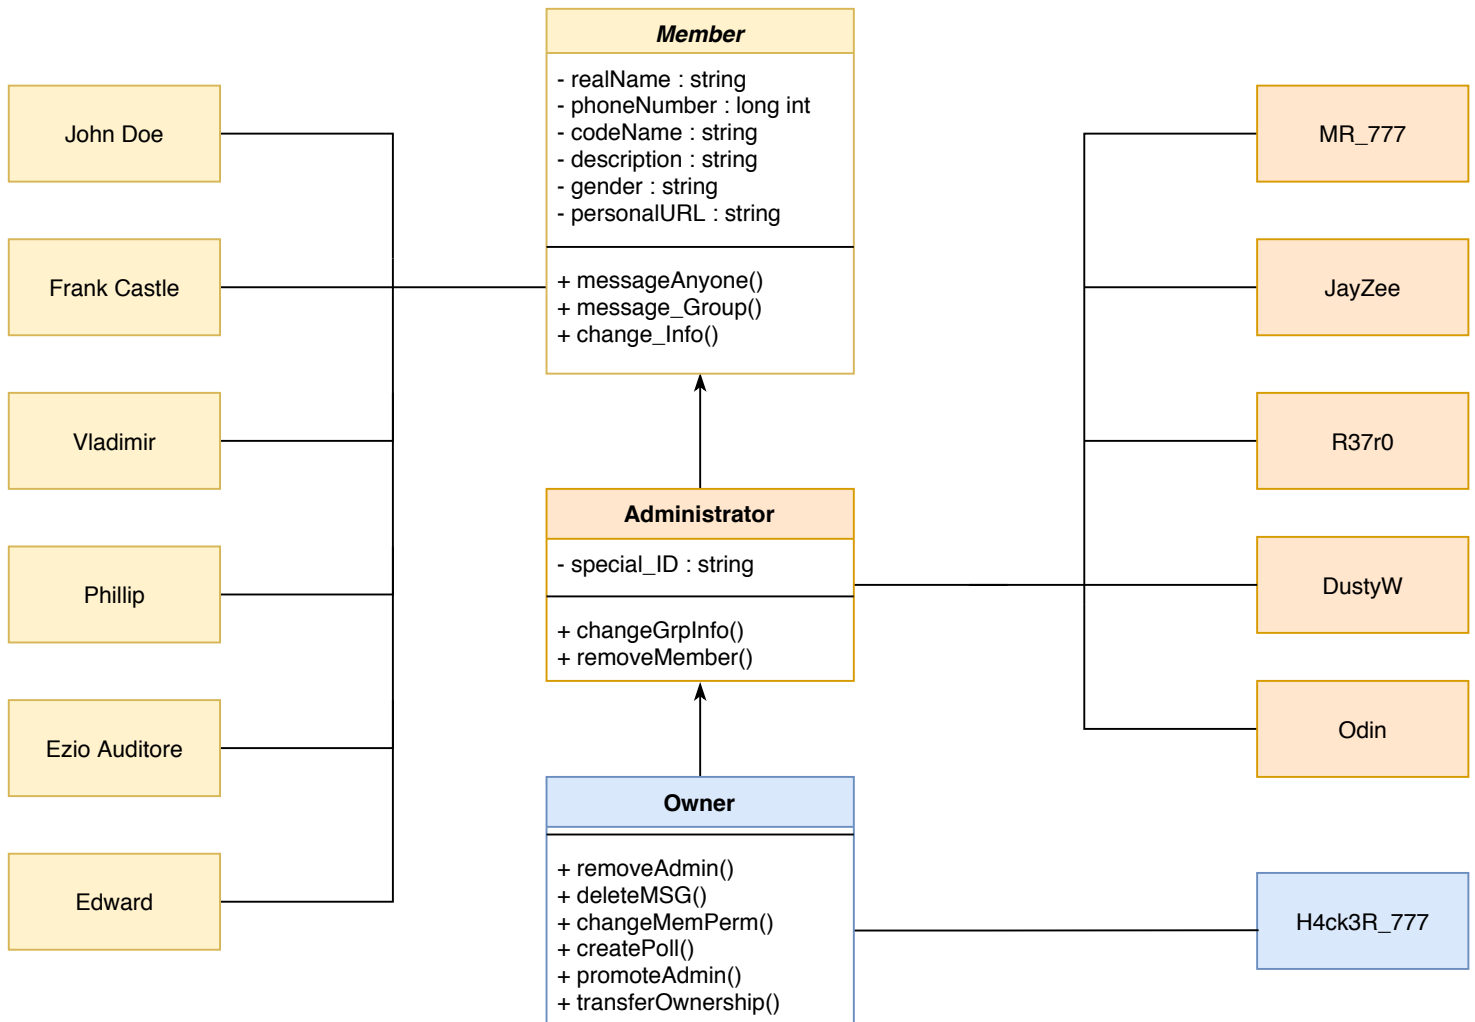 Member
- realName : string
- phoneNumber : long int
- codeName : string
- description : string
- gender : string
- personalURL : string
+ messageAnyone()
+ message_Group()
+ change_Info()
John Doe
Frank Castle
Vladimir
Phillip
Ezio Auditore
Edward
Administrator
- special_ID : string
+ changeGrpInfo()
+ removeMember()
MR_777
JayZee
R37r0
DustyW
Odin
Owner
+ removeAdmin()
+ deleteMSG()
+ changeMemPerm()
+ createPoll()
+ promoteAdmin()
+ transferOwnership()
H4ck3R_777